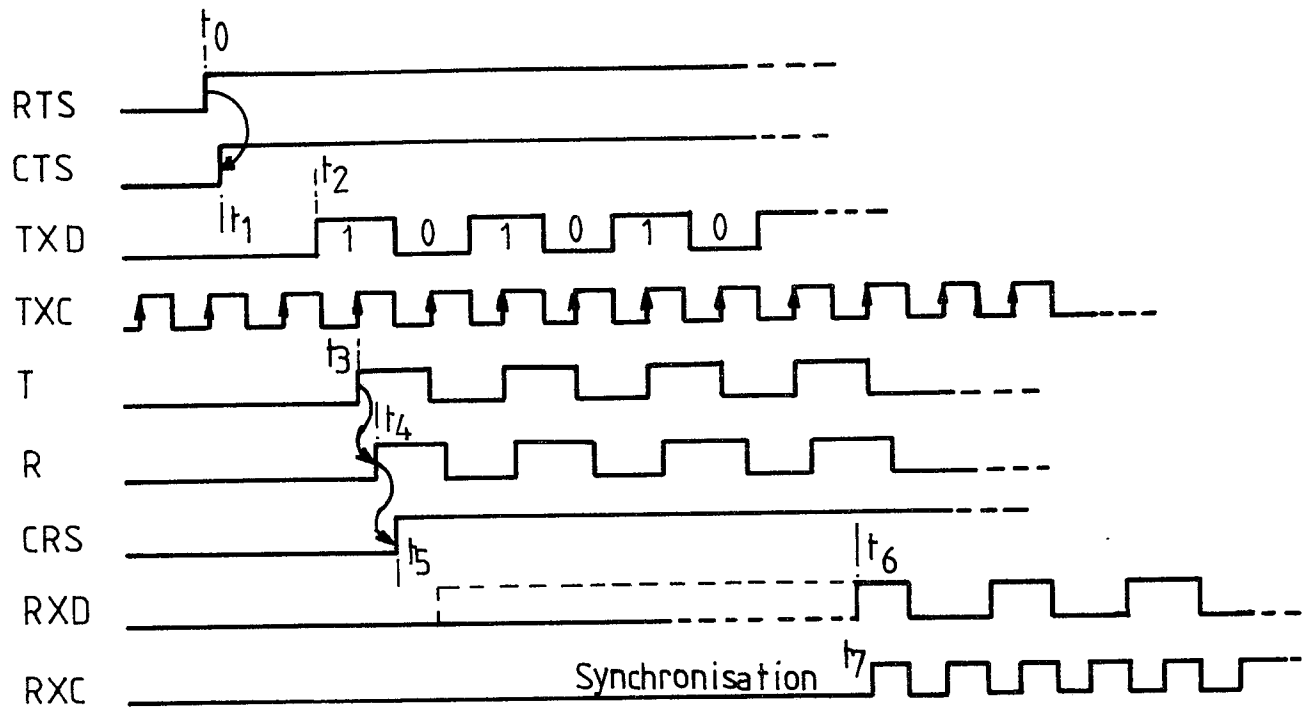 t0
RTS
CTS
t1
t2
TXD 1 0 1 0 1 0
TXC
t3
T
t4
R
CRS
t5
t6
RXD
Synchronisation t7
RXC